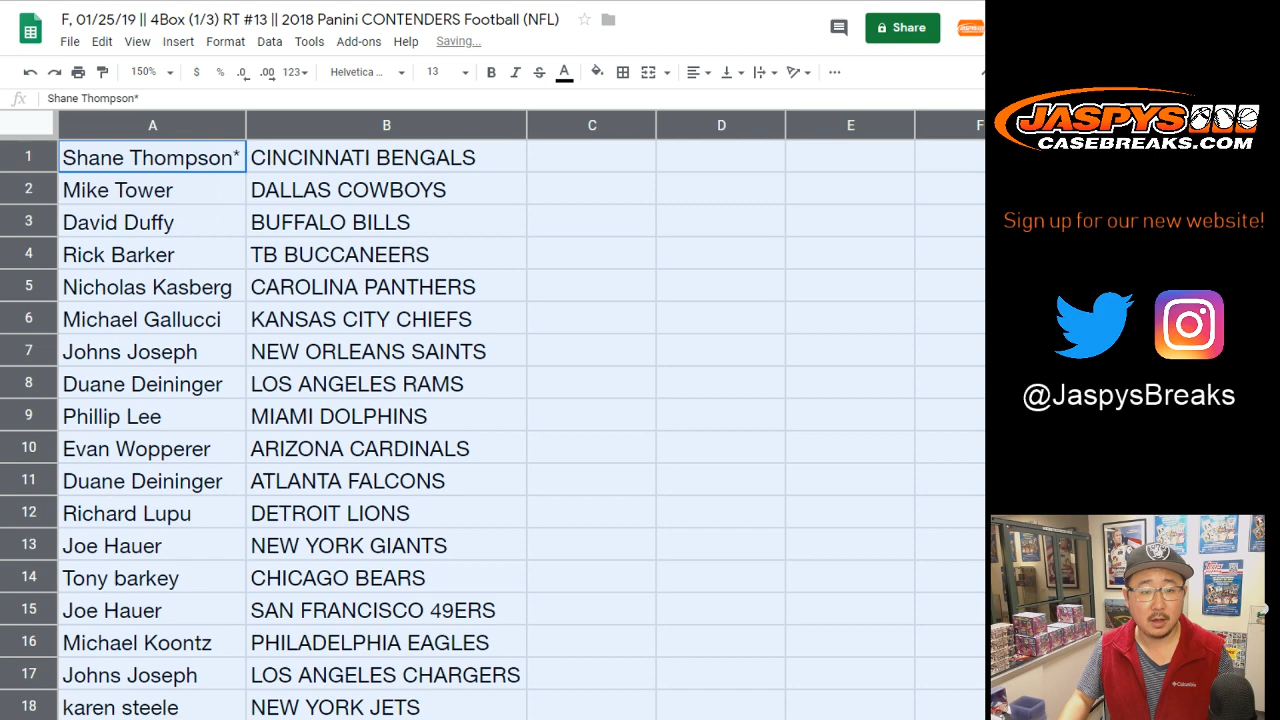 F, 01/25/19 || 4Box (1/3) RT #13 || 2018 Panini CONTENDERS Football (NFL)
File Edit View Insert Format Data Tools Add-ons Help Saving...
Share
150% $ % .0 .00 123 Helvetica ... 13 B I S A
fx Shane Thompson*
A B C D E F
1 Shane Thompson* CINCINNATI BENGALS
2 Mike Tower DALLAS COWBOYS
3 David Duffy BUFFALO BILLS
4 Rick Barker TB BUCCANEERS
5 Nicholas Kasberg CAROLINA PANTHERS
6 Michael Gallucci KANSAS CITY CHIEFS
7 Johns Joseph NEW ORLEANS SAINTS
8 Duane Deininger LOS ANGELES RAMS
9 Phillip Lee MIAMI DOLPHINS
10 Evan Wopperer ARIZONA CARDINALS
11 Duane Deininger ATLANTA FALCONS
12 Richard Lupu DETROIT LIONS
13 Joe Hauer NEW YORK GIANTS
14 Tony barkey CHICAGO BEARS
15 Joe Hauer SAN FRANCISCO 49ERS
16 Michael Koontz PHILADELPHIA EAGLES
17 Johns Joseph LOS ANGELES CHARGERS
18 karen steele NEW YORK JETS
JASPYS
CASEBREAKS.COM
Sign up for our new website!
@JaspysBreaks